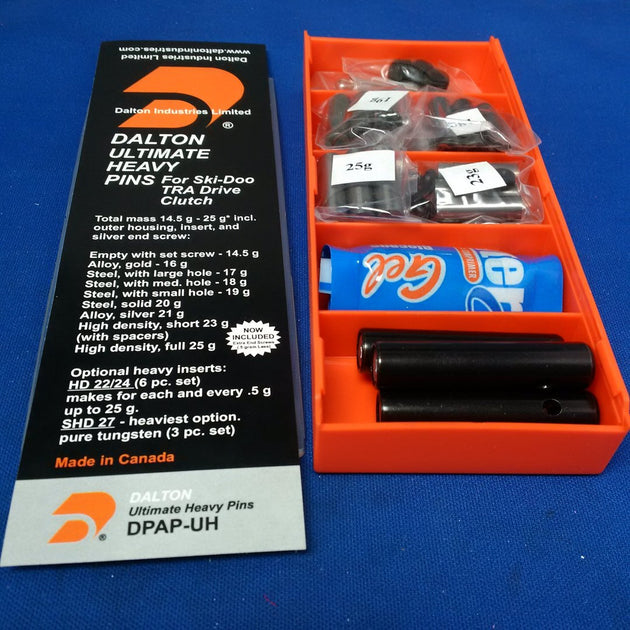 www.daltonindustries.com
Dalton Industries Limited
Dalton Industries Limited
®
DALTON
ULTIMATE
HEAVY
PINS For Ski-Doo
TRA Drive
Clutch
Total mass 14.5 g - 25 g* incl.
outer housing, insert, and
silver end screw:
Empty with set screw - 14.5 g
Alloy, gold - 16 g
Steel, with large hole - 17 g
Steel, with med. hole - 18 g
Steel, with small hole - 19 g
Steel, solid 20 g
Alloy, silver 21 g
High density, short 23 g
(with spacers)
High density, full 25 g
NOW
INCLUDED
Optional heavy inserts:
HD 22/24 (6 pc. set)
makes for each and every .5 g
up to 25 g.
SHD 27 - heaviest option.
pure tungsten (3 pc. set)
Made in Canada
DALTON
Ultimate Heavy Pins
DPAP-UH
®
25g
23g
Gel